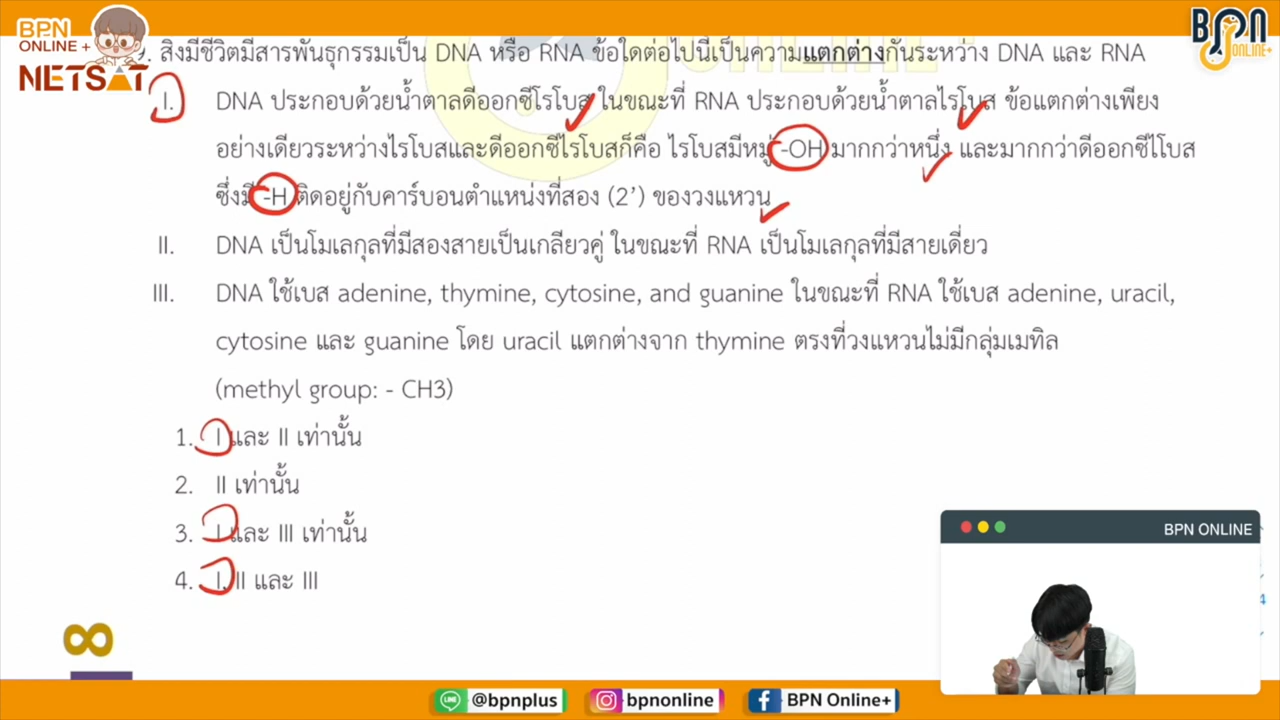 BPN
ONLINE +
NETSAT
BPN
ONLINE+
9. สิ่งมีชีวิตมีสารพันธุกรรมเป็น DNA หรือ RNA ข้อใดต่อไปนี้เป็นความแตกต่างกันระหว่าง DNA และ RNA
I. DNA ประกอบด้วยน้ำตาลดีออกซีไรโบส ในขณะที่ RNA ประกอบด้วยน้ำตาลไรโบส ข้อแตกต่างเพียง
อย่างเดียวระหว่างไรโบสและดีออกซีไรโบสก็คือ ไรโบสมีหมู่ -OH มากกว่าหนึ่ง และมากกว่าดีออกซีไโบส
ซึ่งมี -H ติดอยู่กับคาร์บอนตำแหน่งที่สอง (2’) ของวงแหวน
II. DNA เป็นโมเลกุลที่มีสองสายเป็นเกลียวคู่ ในขณะที่ RNA เป็นโมเลกุลที่มีสายเดี่ยว
III. DNA ใช้เบส adenine, thymine, cytosine, and guanine ในขณะที่ RNA ใช้เบส adenine, uracil,
cytosine และ guanine โดย uracil แตกต่างจาก thymine ตรงที่วงแหวนไม่มีกลุ่มเมทิล
(methyl group: - CH3)
1. I และ II เท่านั้น
2. II เท่านั้น
3. I และ III เท่านั้น
4. I, II และ III
BPN ONLINE
8
@bpnplus
bpnonline
BPN Online+